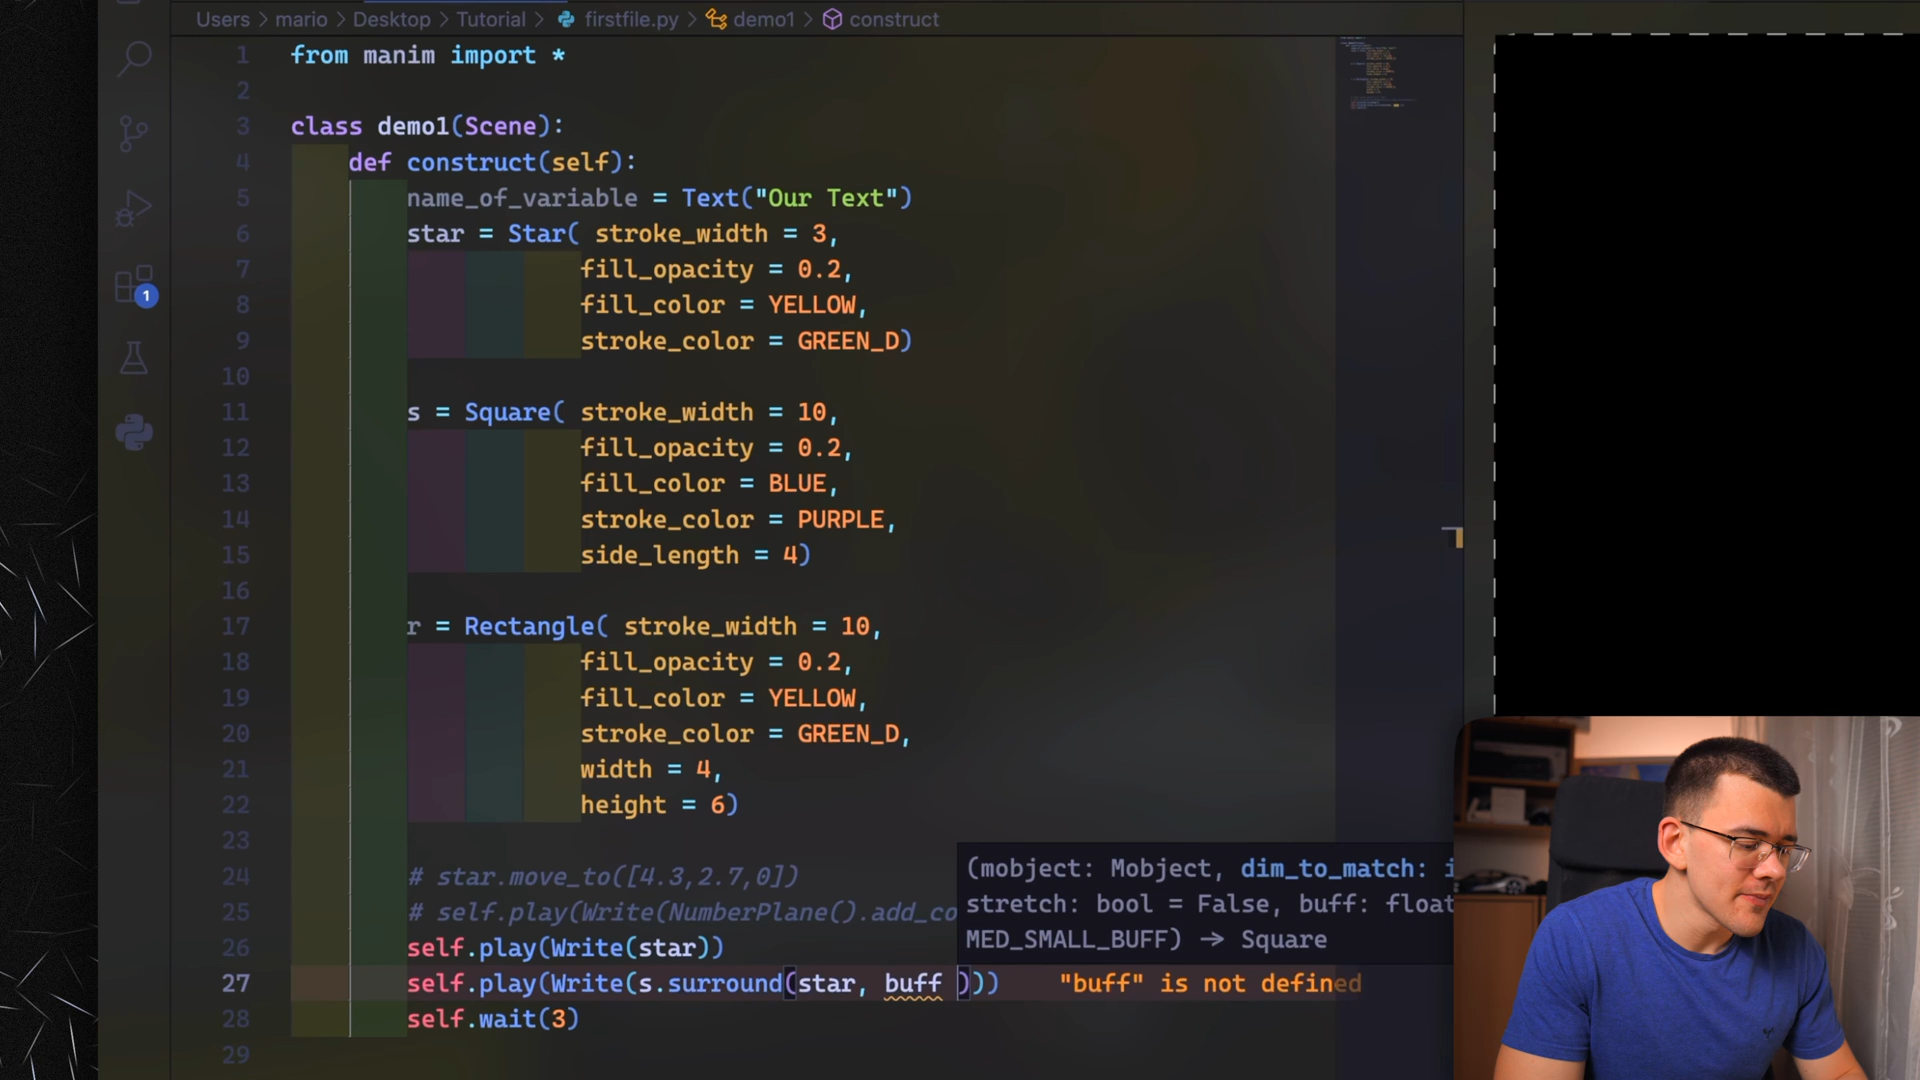 Users > mario > Desktop > Tutorial > firstfile.py > demo1 > construct
1 from manim import *
2
3 class demo1(Scene):
4 def construct(self):
5 name_of_variable = Text("Our Text")
6 star = Star( stroke_width = 3,
7 fill_opacity = 0.2,
8 fill_color = YELLOW,
9 stroke_color = GREEN_D)
10
11 s = Square( stroke_width = 10,
12 fill_opacity = 0.2,
13 fill_color = BLUE,
14 stroke_color = PURPLE,
15 side_length = 4)
16
17 r = Rectangle( stroke_width = 10,
18 fill_opacity = 0.2,
19 fill_color = YELLOW,
20 stroke_color = GREEN_D,
21 width = 4,
22 height = 6)
23
(mobject: Mobject, dim_to_match: i
stretch: bool = False, buff: float
MED_SMALL_BUFF) → Square
24 # star.move_to([4.3,2.7,0])
25 # self.play(Write(NumberPlane().add_co
26 self.play(Write(star))
27 self.play(Write(s.surround(star, buff ))) "buff" is not defined
28 self.wait(3)
29
1